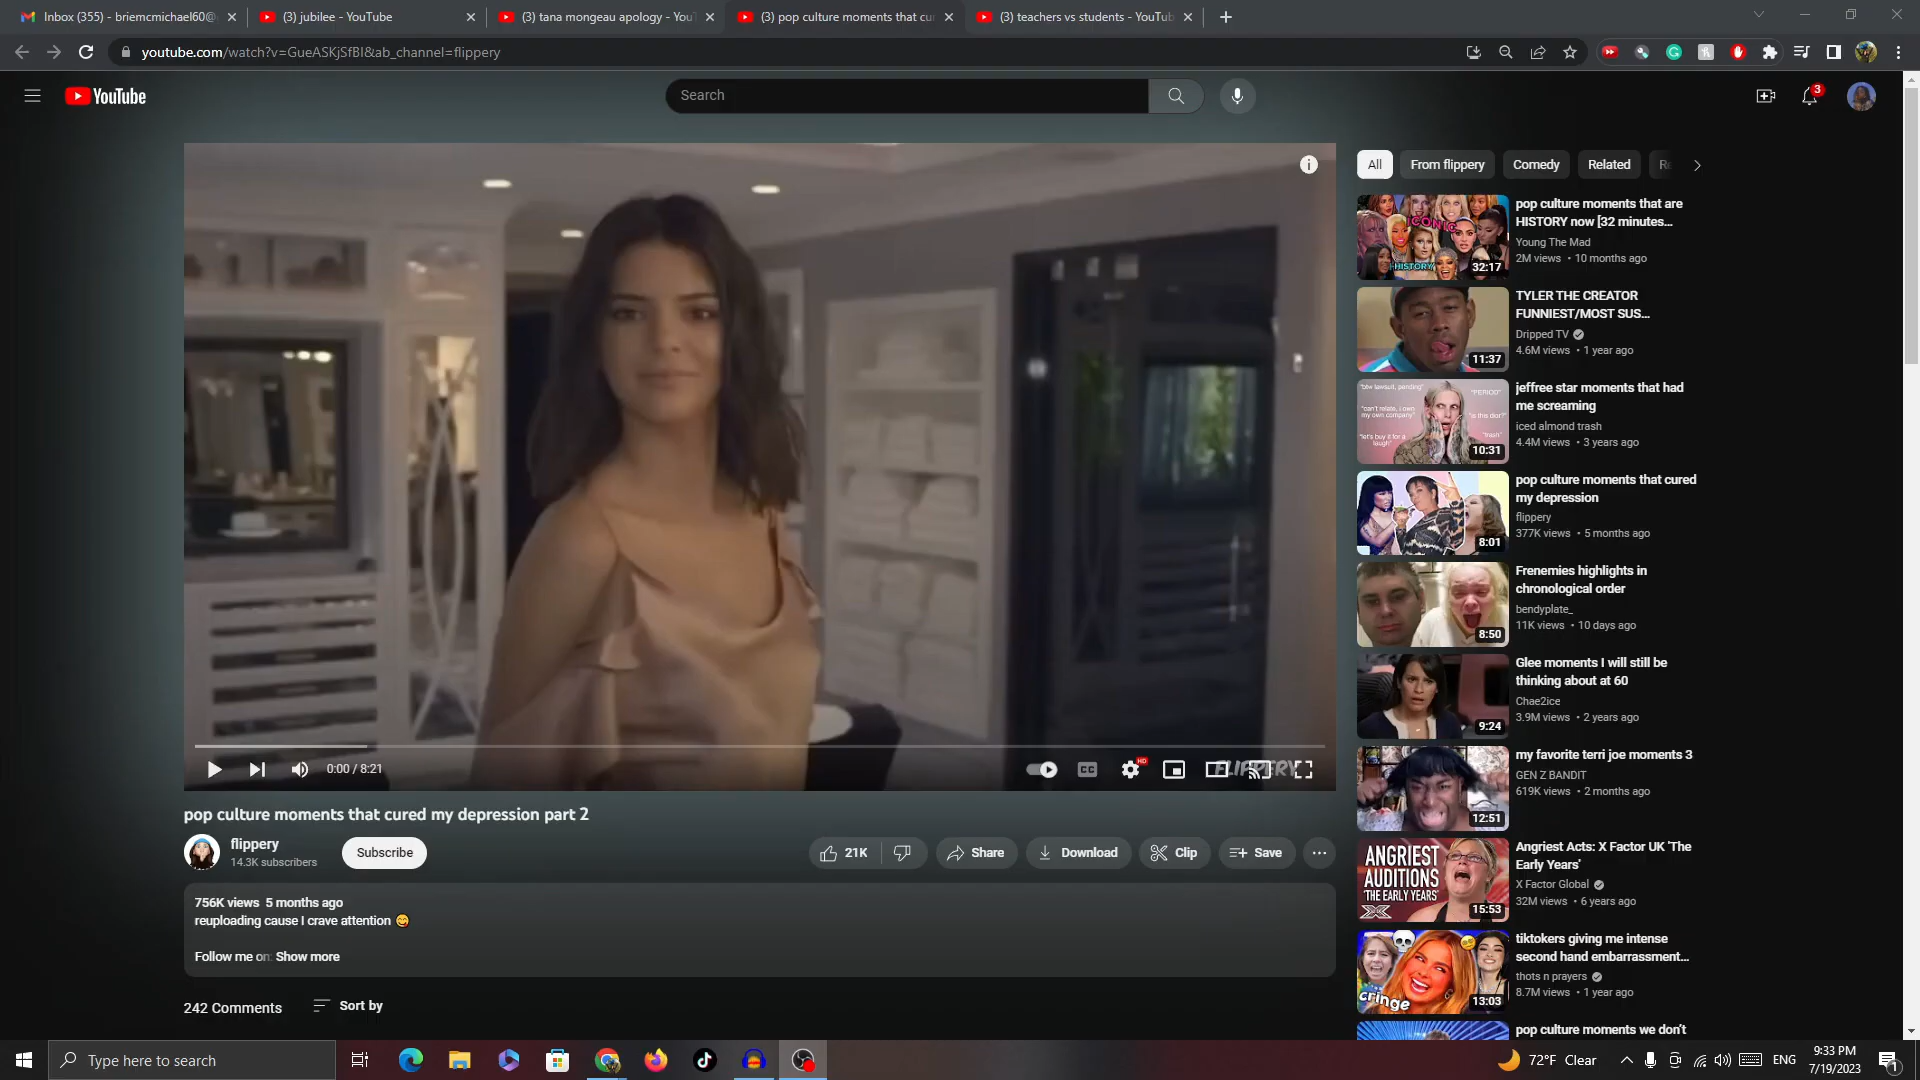 Inbox (355) - briemcmichael60@
(3) jubilee - YouTube
(3) tana mongeau apology - You
(3) pop culture moments that cu
(3) teachers vs students - YouTub
youtube.com/watch?v=GueASKjSfBI&ab_channel=flippery
YouTube
Search
3
All
From flippery
Comedy
Related
pop culture moments that are
HISTORY now [32 minutes...
Young The Mad
2M views • 10 months ago
ICONIC
HISTORY
32:17
TYLER THE CREATOR
FUNNIEST/MOST SUS...
Dripped TV
4.6M views • 1 year ago
11:37
jeffree star moments that had
me screaming
iced almond trash
4.4M views • 3 years ago
10:31
pop culture moments that cured
my depression
flippery
377K views • 5 months ago
8:01
Frenemies highlights in
chronological order
bendyplate_
11K views • 10 days ago
8:50
Glee moments I will still be
thinking about at 60
Chae2ice
3.9M views • 2 years ago
9:24
my favorite terri joe moments 3
GEN Z BANDIT
619K views • 2 months ago
12:51
Angriest Acts: X Factor UK 'The
Early Years'
X Factor Global
32M views • 6 years ago
ANGRIEST
AUDITIONS
'THE EARLY YEARS'
15:53
tiktokers giving me intense
second hand embarrassment...
thots n prayers
8.7M views • 1 year ago
cringe
13:03
pop culture moments we don't
0:00 / 8:21
CC
HD
FLIPPERY
pop culture moments that cured my depression part 2
flippery
14.3K subscribers
Subscribe
21K
Share
Download
Clip
Save
756K views 5 months ago
reuploading cause I crave attention 😋
Follow me on: Show more
242 Comments
Sort by
Type here to search
72°F Clear
ENG
9:33 PM
7/19/2023
1